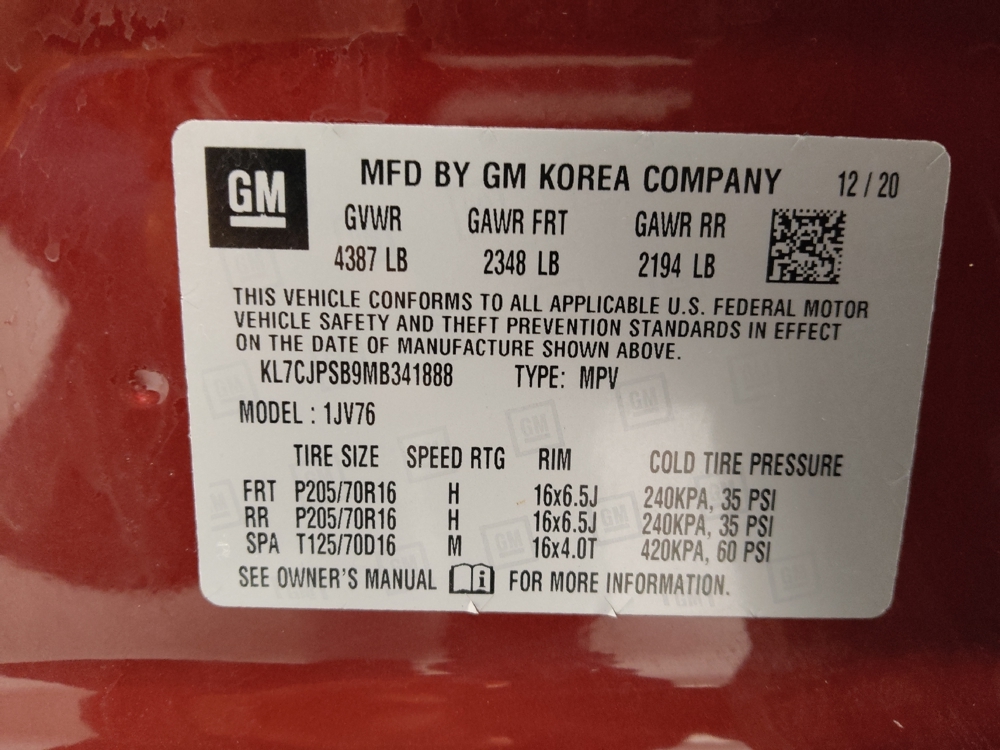 GM
MFD BY GM KOREA COMPANY 12 / 20
GVWR GAWR FRT GAWR RR
4387 LB 2348 LB 2194 LB
THIS VEHICLE CONFORMS TO ALL APPLICABLE U.S. FEDERAL MOTOR
VEHICLE SAFETY AND THEFT PREVENTION STANDARDS IN EFFECT
ON THE DATE OF MANUFACTURE SHOWN ABOVE.
KL7CJPSB9MB341888 TYPE: MPV
MODEL : 1JV76
TIRE SIZE SPEED RTG RIM COLD TIRE PRESSURE
FRT P205/70R16 H 16x6.5J 240KPA, 35 PSI
RR P205/70R16 H 16x6.5J 240KPA, 35 PSI
SPA T125/70D16 M 16x4.0T 420KPA, 60 PSI
SEE OWNER'S MANUAL i FOR MORE INFORMATION.